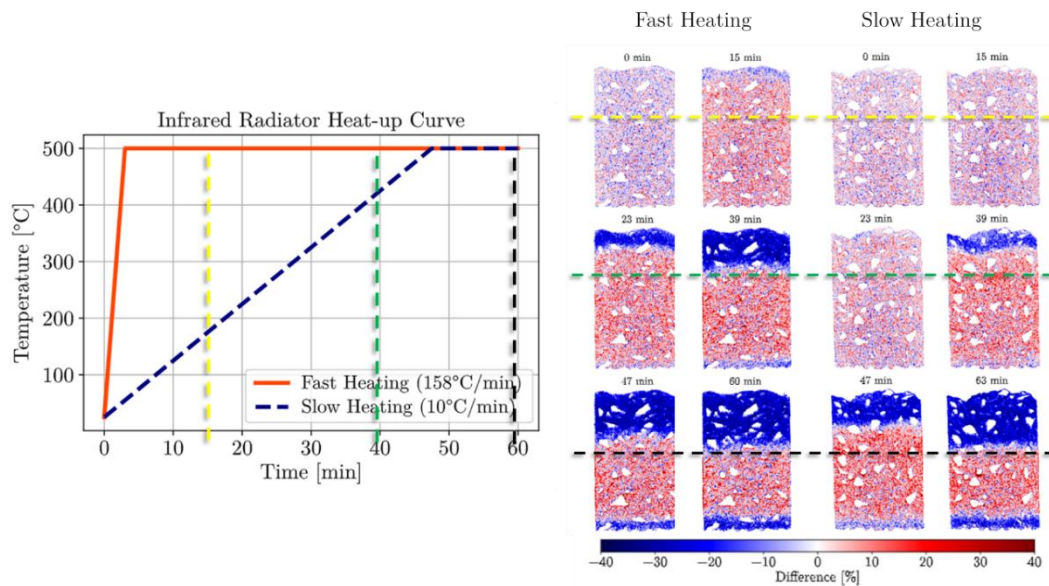 Fast Heating Slow Heating
0 min 15 min 0 min 15 min
Infrared Radiator Heat-up Curve
500
400
300
200
100
Temperature [°C]
Fast Heating (158°C/min)
Slow Heating (10°C/min)
0 10 20 30 40 50 60
Time [min]
23 min 39 min 23 min 39 min
47 min 60 min 47 min 63 min
−40 −30 −20 −10 0 10 20 30 40
Difference [%]